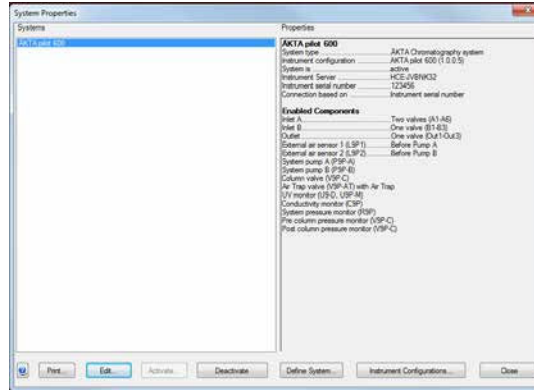 System Properties
Systems
ÄKTA pilot 600
Properties
ÄKTA pilot 600
System type ÄKTA Chromatography system
Instrument configuration ÄKTA pilot 600 (1.0.0.5)
System is active
Instrument Server HCE-JVBNK32
Instrument serial number 123456
Connection based on Instrument serial number
Enabled Components
Inlet A Two valves (A1-A6)
Inlet B One valve (B1-B3)
Outlet One valve (Out1-Out3)
External air sensor 1 (L9P1) Before Pump A
External air sensor 2 (L9P2) Before Pump B
System pump A (P9P-A)
System pump B (P9P-B)
Column valve (V9P-C)
Air Trap valve (V9P-AT) with Air Trap
UV monitor (U9-D, U9P-M)
Conductivity monitor (C9P)
System pressure monitor (R9P)
Pre column pressure monitor (V9P-C)
Post column pressure monitor (V9P-C)
Print...
Edit...
Activate...
Deactivate
Define System...
Instrument Configurations...
Close